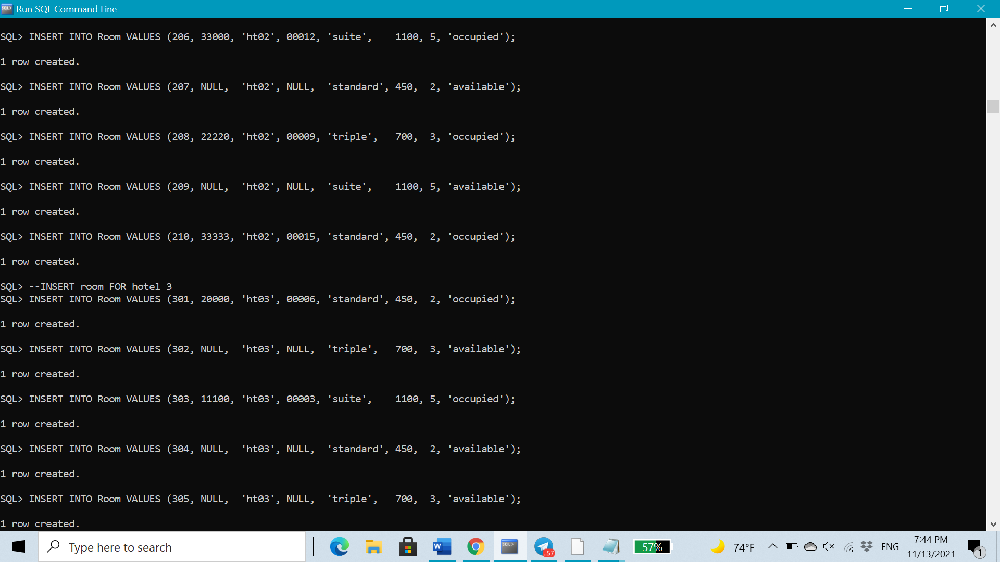 Run SQL Command Line
SQL> INSERT INTO Room VALUES (206, 33000, 'ht02', 00012, 'suite',    1100, 5, 'occupied');
1 row created.
SQL> INSERT INTO Room VALUES (207, NULL,  'ht02', NULL,  'standard', 450,  2, 'available');
1 row created.
SQL> INSERT INTO Room VALUES (208, 22220, 'ht02', 00009, 'triple',   700,  3, 'occupied');
1 row created.
SQL> INSERT INTO Room VALUES (209, NULL,  'ht02', NULL,  'suite',    1100, 5, 'available');
1 row created.
SQL> INSERT INTO Room VALUES (210, 33333, 'ht02', 00015, 'standard', 450,  2, 'occupied');
1 row created.
SQL> --INSERT room FOR hotel 3
SQL> INSERT INTO Room VALUES (301, 20000, 'ht03', 00006, 'standard', 450,  2, 'occupied');
1 row created.
SQL> INSERT INTO Room VALUES (302, NULL,  'ht03', NULL,  'triple',   700,  3, 'available');
1 row created.
SQL> INSERT INTO Room VALUES (303, 11100, 'ht03', 00003, 'suite',    1100, 5, 'occupied');
1 row created.
SQL> INSERT INTO Room VALUES (304, NULL,  'ht03', NULL,  'standard', 450,  2, 'available');
1 row created.
SQL> INSERT INTO Room VALUES (305, NULL,  'ht03', NULL,  'triple',   700,  3, 'available');
1 row created.
Type here to search
..57
57%
74°F
ENG
7:44 PM
11/13/2021
1